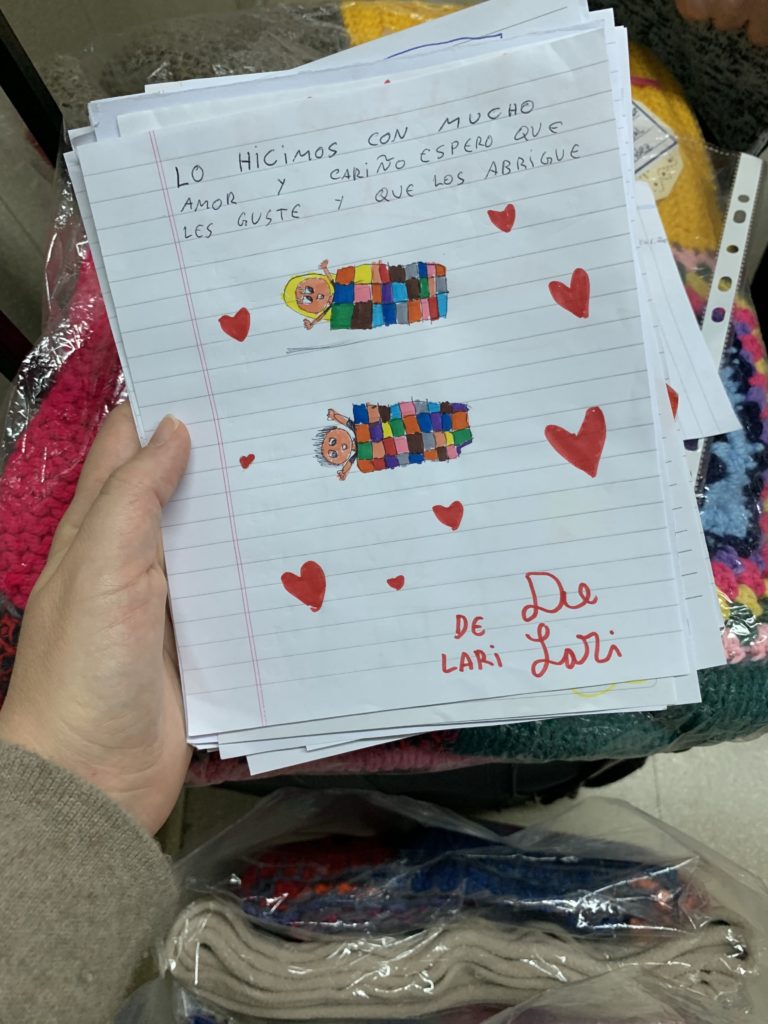 LO HICIMOS CON MUCHO
AMOR Y CARIÑO ESPERO QUE
LES GUSTE Y QUE LOS ABRIGUE
DE De
LARI Lari